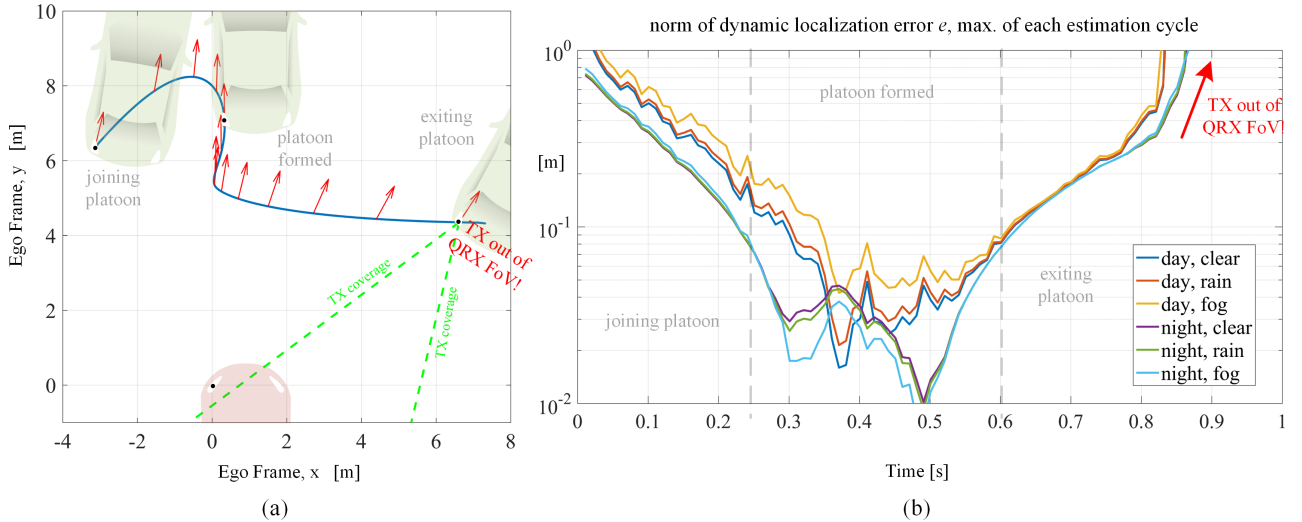 10
8
6
4
2
0
-4
-2
0
2
4
6
8
Ego Frame, y [m]
Ego Frame, x [m]
joining
platoon
platoon
formed
exiting
platoon
TX out of
QRX FoV!
TX coverage
TX coverage
(a)
norm of dynamic localization error e, max. of each estimation cycle
10^0
[m]
10^-1
10^-2
platoon formed
TX out of
QRX FoV!
joining platoon
exiting
platoon
day, clear
day, rain
day, fog
night, clear
night, rain
night, fog
0
0.1
0.2
0.3
0.4
0.5
0.6
0.7
0.8
0.9
1
Time [s]
(b)